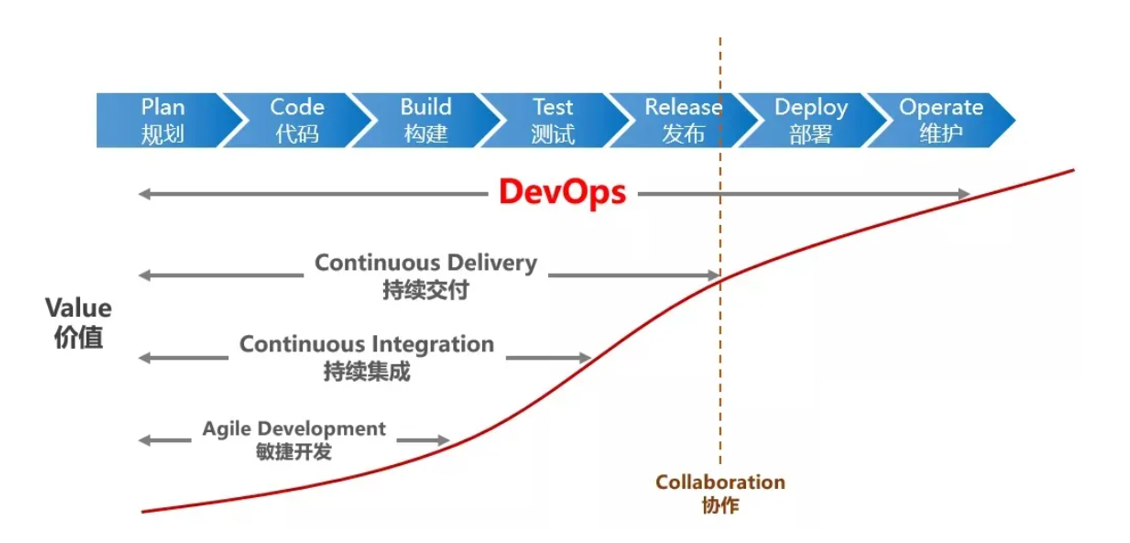 Plan
规划
Code
代码
Build
构建
Test
测试
Release
发布
Deploy
部署
Operate
维护
DevOps
Continuous Delivery
持续交付
Value
价值
Continuous Integration
持续集成
Agile Development
敏捷开发
Collaboration
协作